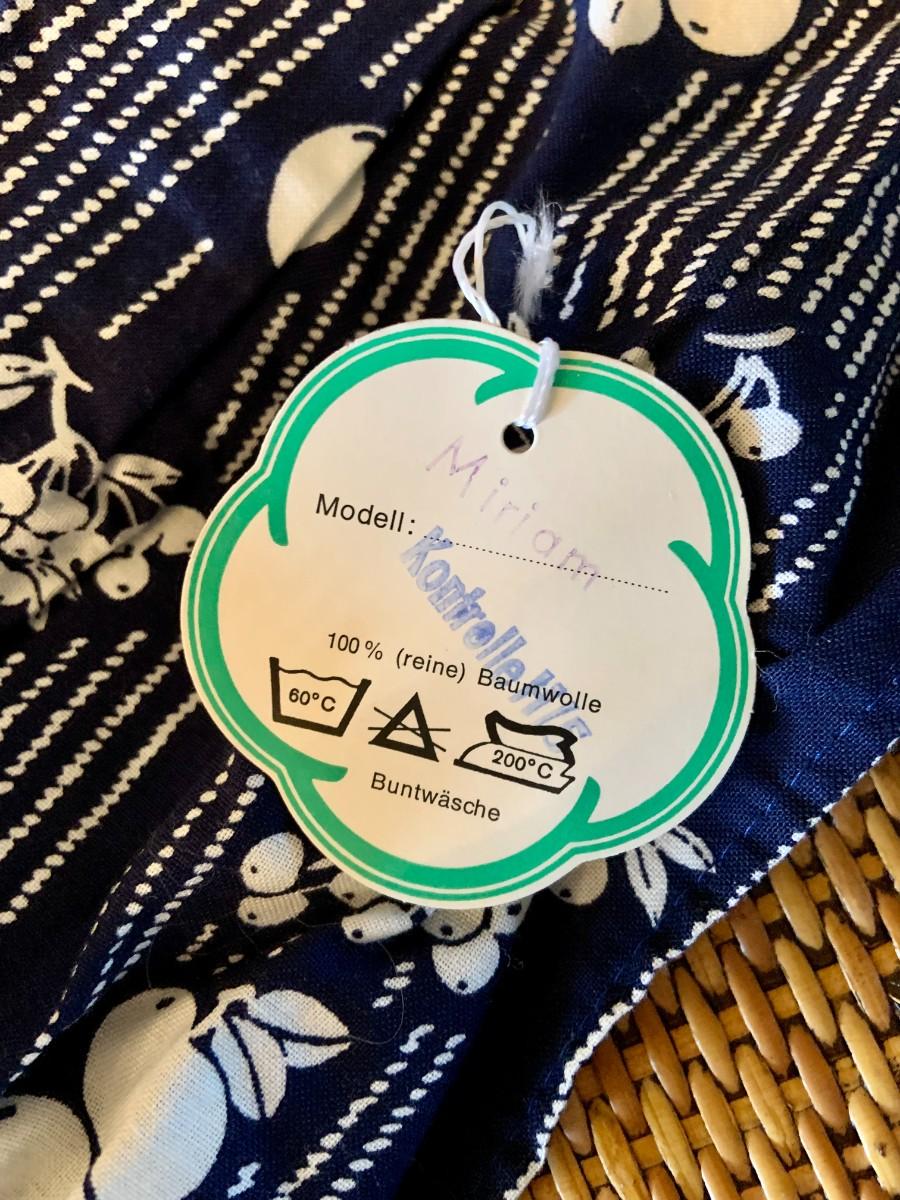 Miriam
Modell:
Kontrolle
100% (reine) Baumwolle
60°C
200°C
Buntwäsche